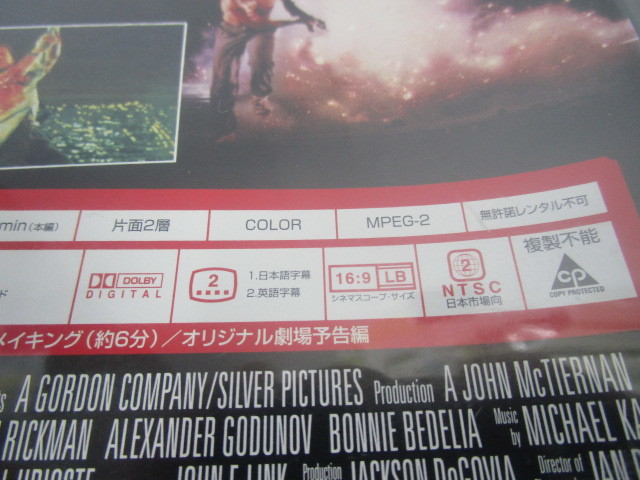 min(本編) 片面2層 COLOR MPEG-2 無許諾レンタル不可
ド DOLBY DIGITAL 2 1.日本語字幕 2.英語字幕 16:9 LB シネマスコープ・サイズ 2 NTSC 日本市場向 複製不能 CP COPY PROTECTED
メイキング(約6分)/オリジナル劇場予告編
A GORDON COMPANY/SILVER PICTURES Production A JOHN McTIERNAN
RICKMAN ALEXANDER GODUNOV BONNIE BEDELIA Music by MICHAEL KA
JOHN F. LINK Production JACKSON DeGOVIA Director of JAN